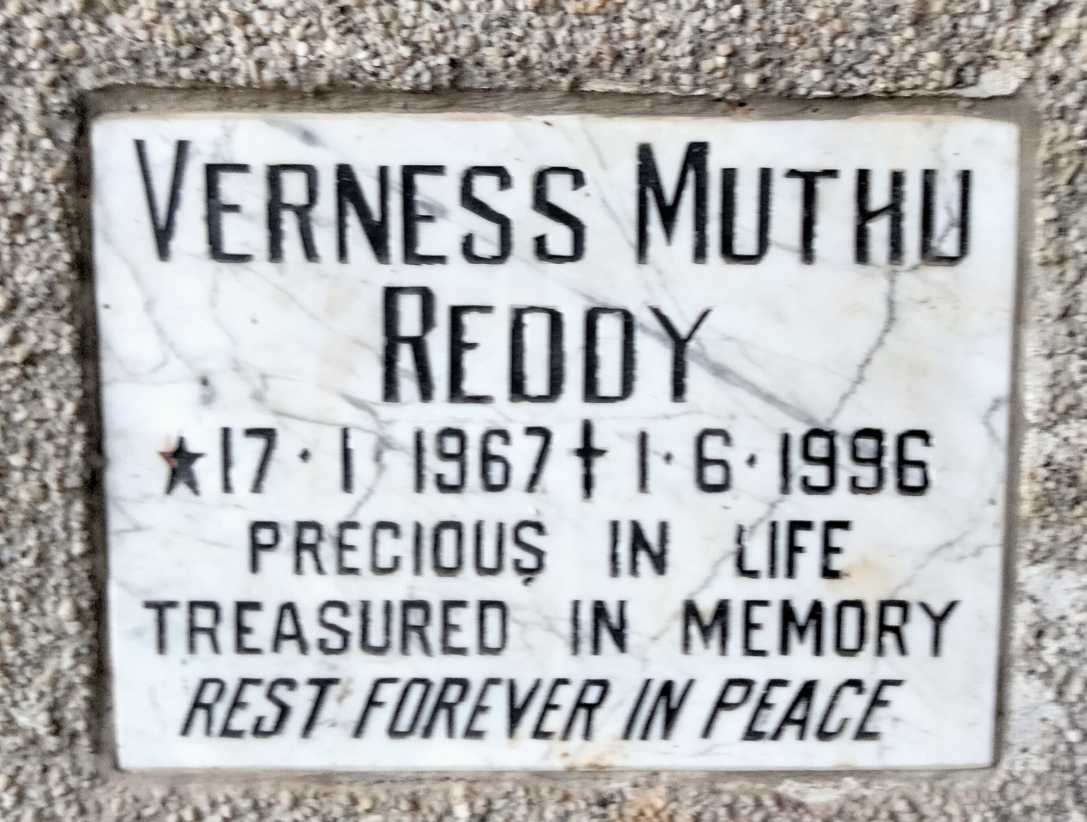 VERNESS MUTHU
REDDY
★17·1·1967✝1·6·1996
PRECIOUS IN LIFE
TREASURED IN MEMORY
REST FOREVER IN PEACE